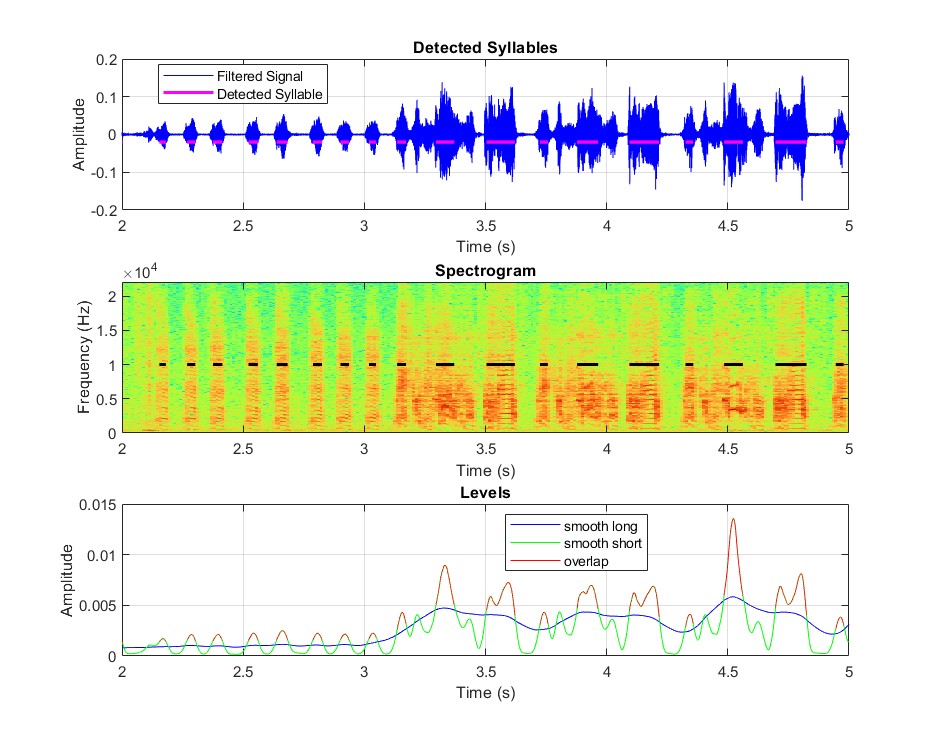 Detected Syllables
0.2
0.1
0
-0.1
-0.2
Amplitude
Filtered Signal
Detected Syllable
2 2.5 3 3.5 4 4.5 5
Time (s)
Spectrogram
×10⁴
2
1.5
1
0.5
0
Frequency (Hz)
2 2.5 3 3.5 4 4.5 5
Time (s)
Levels
0.015
0.01
0.005
0
Amplitude
smooth long
smooth short
overlap
2 2.5 3 3.5 4 4.5 5
Time (s)